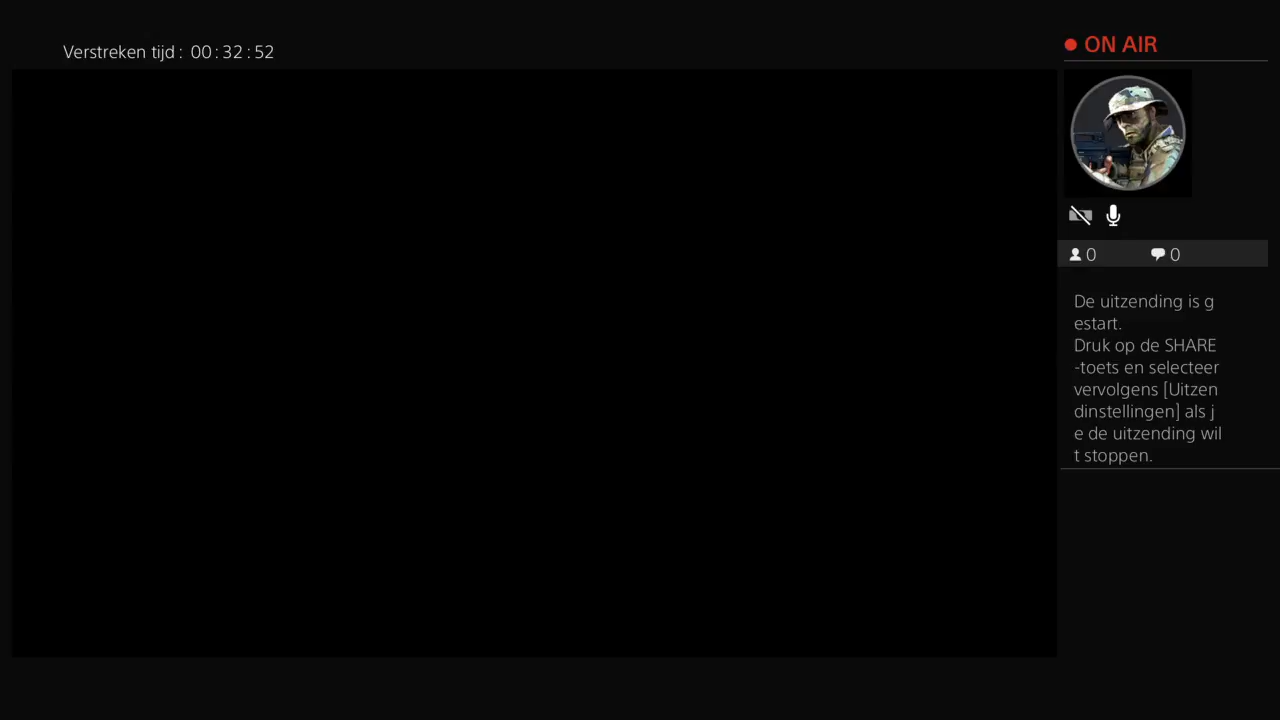 Verstreken tijd : 00 : 32 : 52
ON AIR
0 0
De uitzending is g
estart.
Druk op de SHARE
-toets en selecteer
vervolgens [Uitzen
dinstellingen] als j
e de uitzending wil
t stoppen.